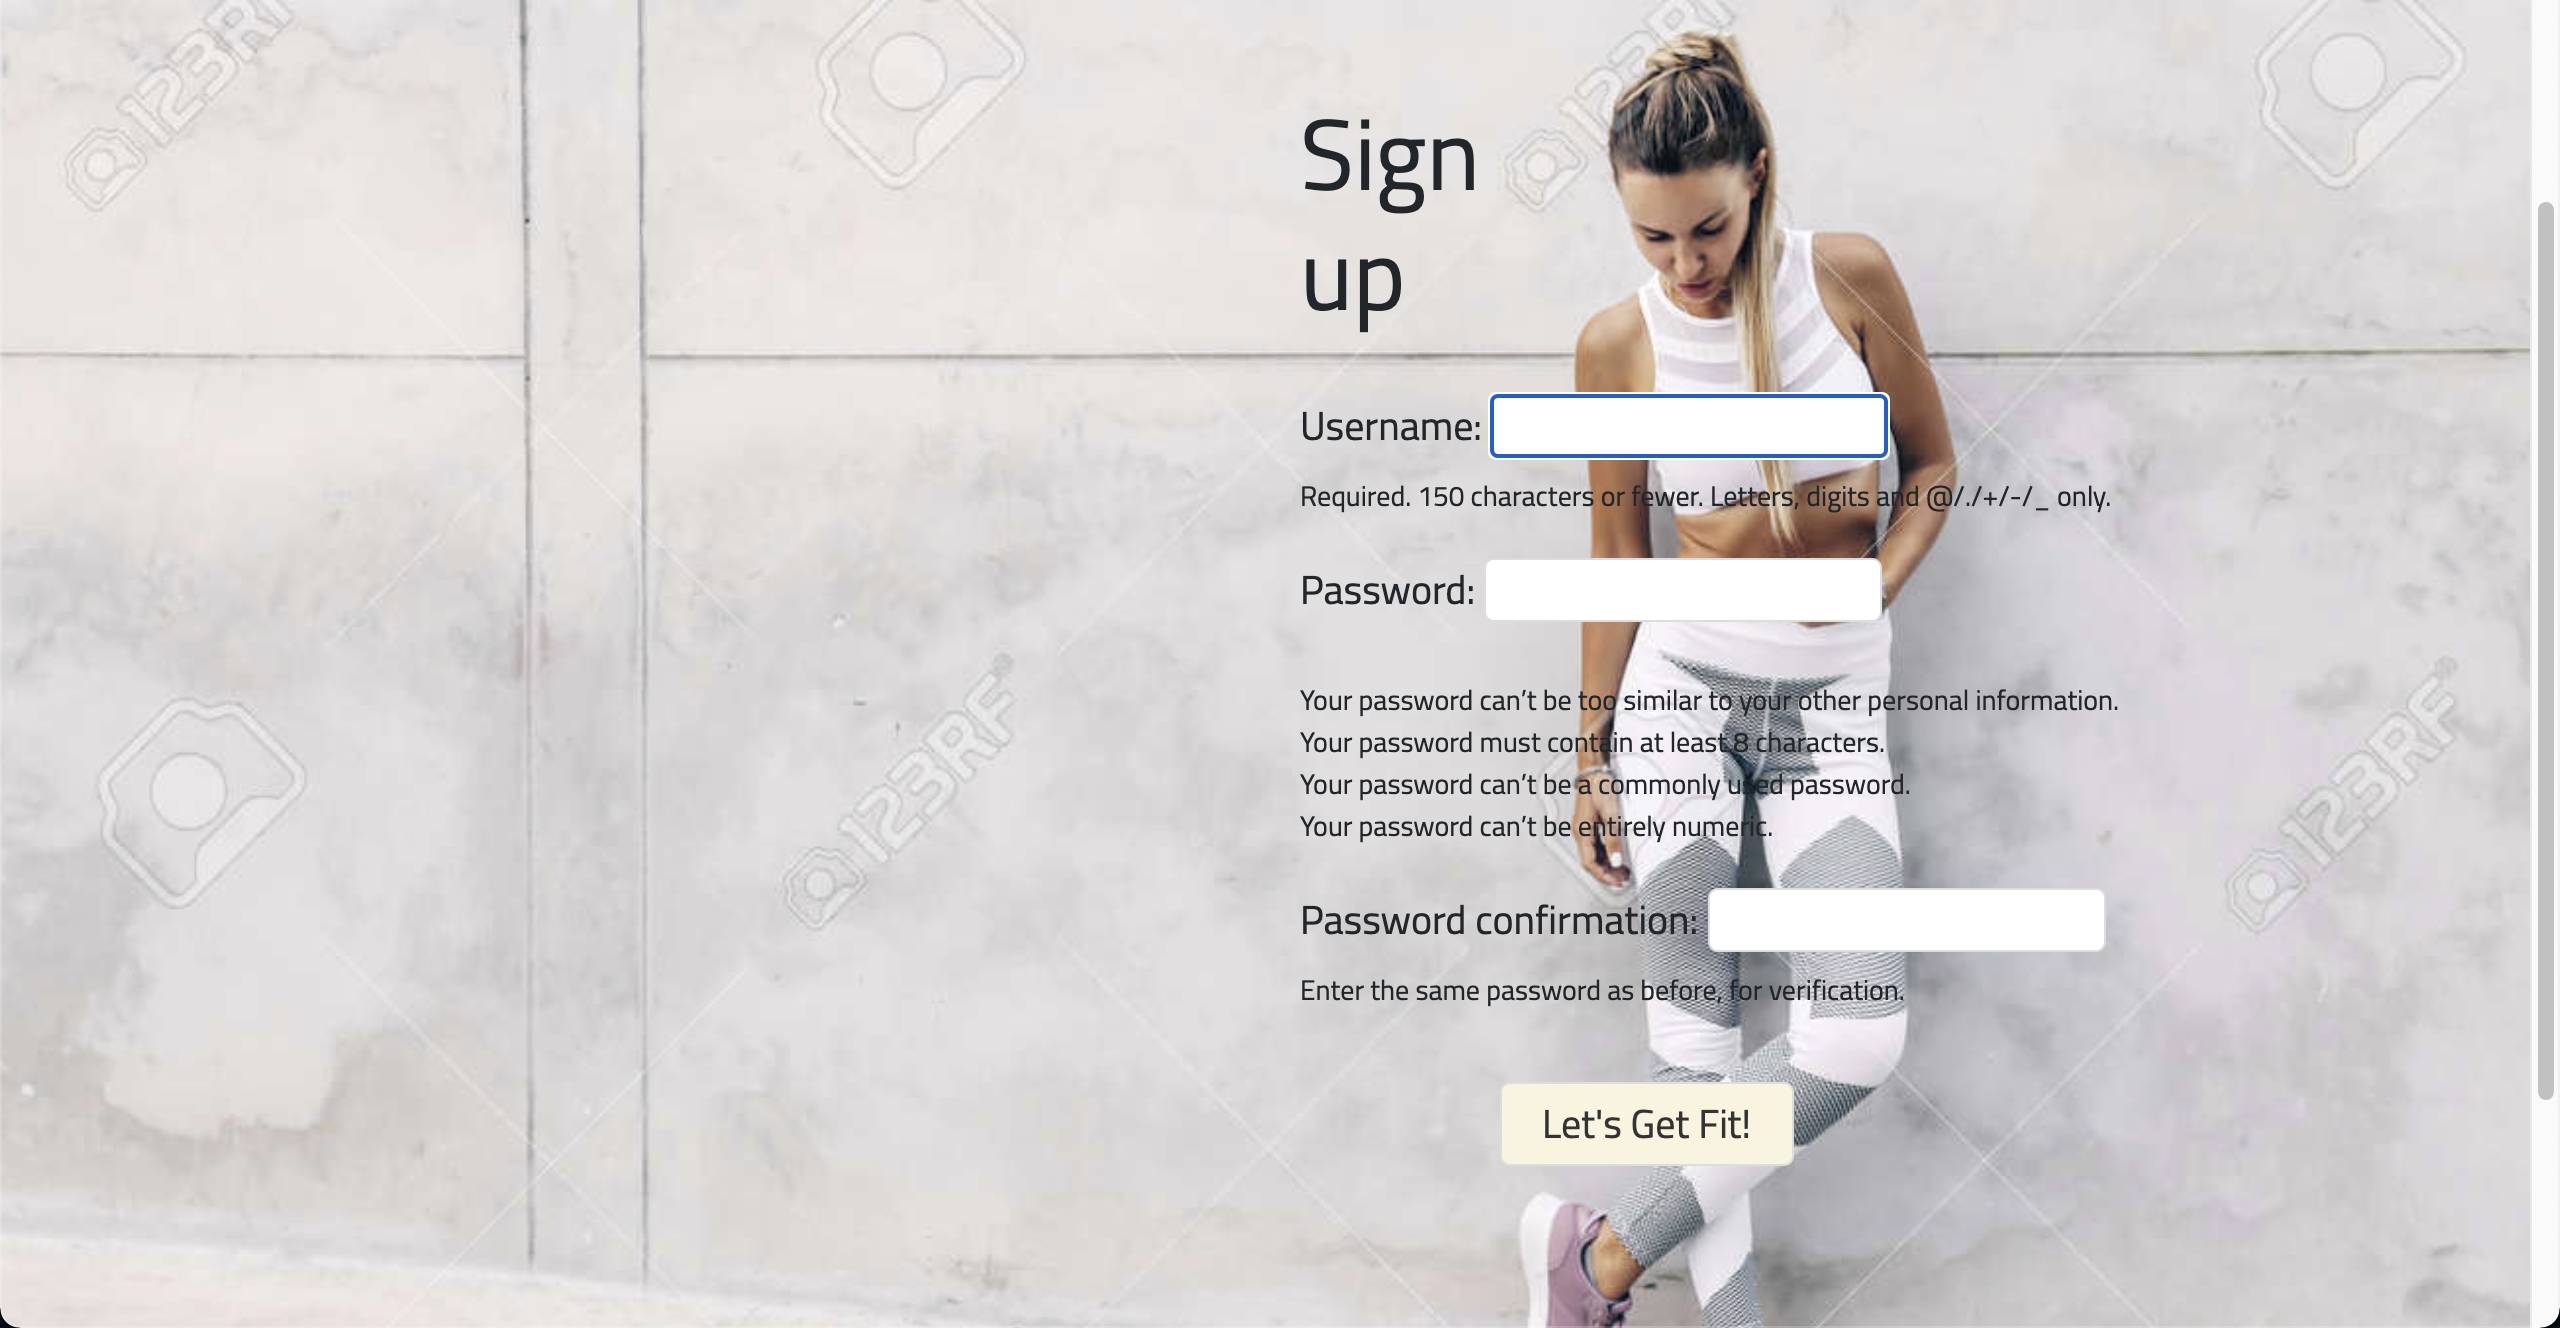 123RF
123RF
Sign
up
Username:
Required. 150 characters or fewer. Letters, digits and @/./+/-/_ only.
Password:
Your password can’t be too similar to your other personal information.
Your password must contain at least 8 characters.
Your password can’t be a commonly used password.
Your password can’t be entirely numeric.
123RF®
123RF®
Password confirmation:
Enter the same password as before, for verification.
Let's Get Fit!